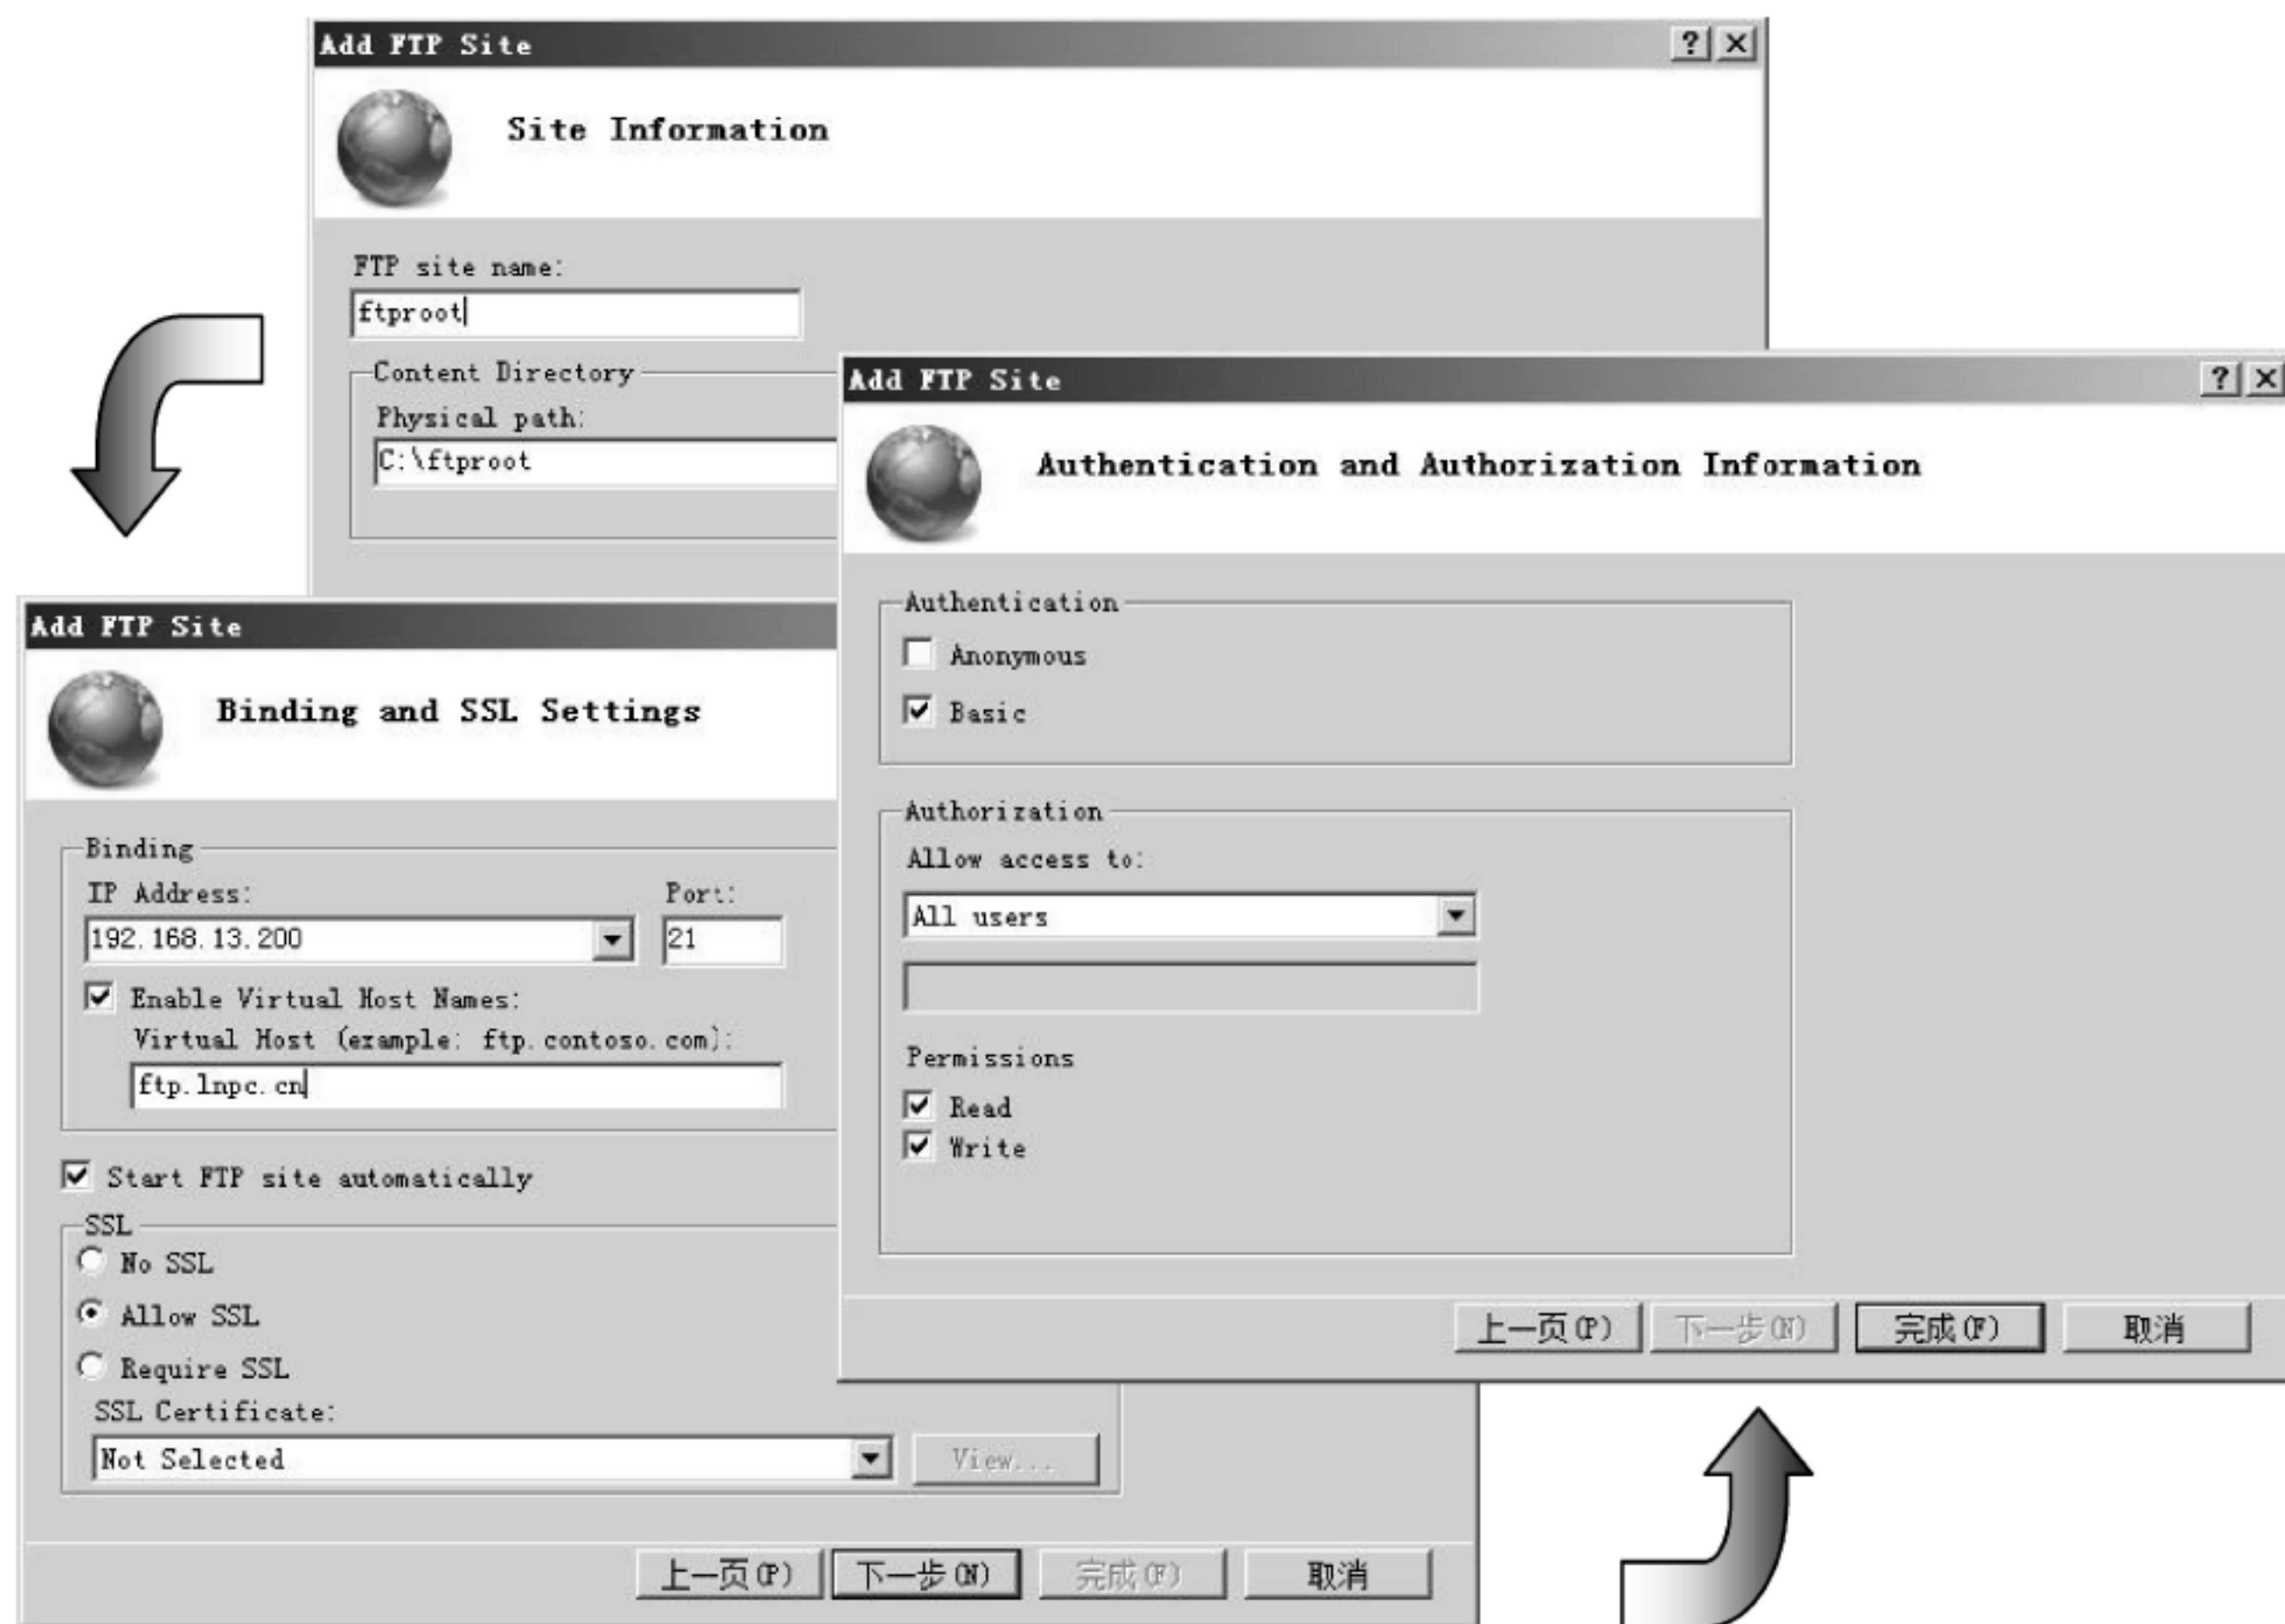 Add FTP Site
Site Information
FTP site name:
ftproot
Content Directory
Physical path:
C:\ftproot
Add FTP Site
Binding and SSL Settings
Binding
IP Address: Port:
192.168.13.200 21
Enable Virtual Host Names:
Virtual Host (example: ftp.contoso.com):
ftp.lnpc.cn
Start FTP site automatically
SSL
No SSL
Allow SSL
Require SSL
SSL Certificate:
Not Selected View...
上一页(P) 下一步(N) 完成(F) 取消
Add FTP Site
Authentication and Authorization Information
Authentication
Anonymous
Basic
Authorization
Allow access to:
All users
Permissions
Read
Write
上一页(P) 下一步(N) 完成(F) 取消